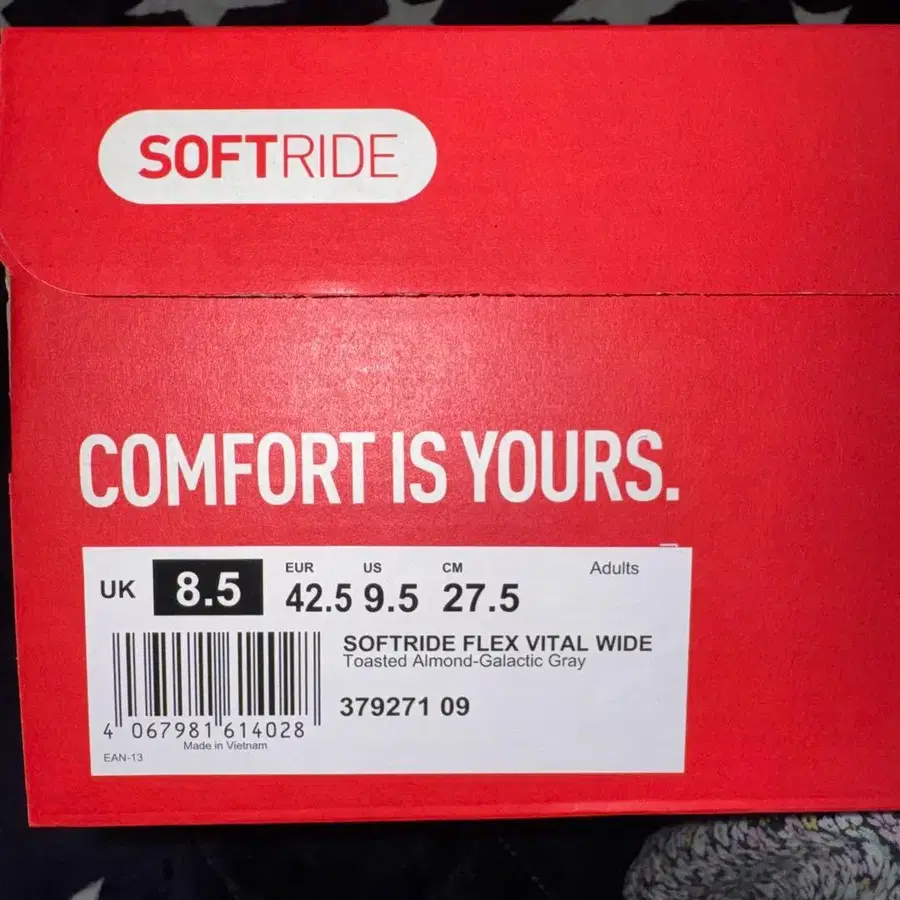 SOFTRIDE
COMFORT IS YOURS.
UK 8.5 EUR 42.5 US 9.5 CM 27.5 Adults
SOFTRIDE FLEX VITAL WIDE
Toasted Almond-Galactic Gray
379271 09
4 067981 614028
Made in Vietnam
EAN-13